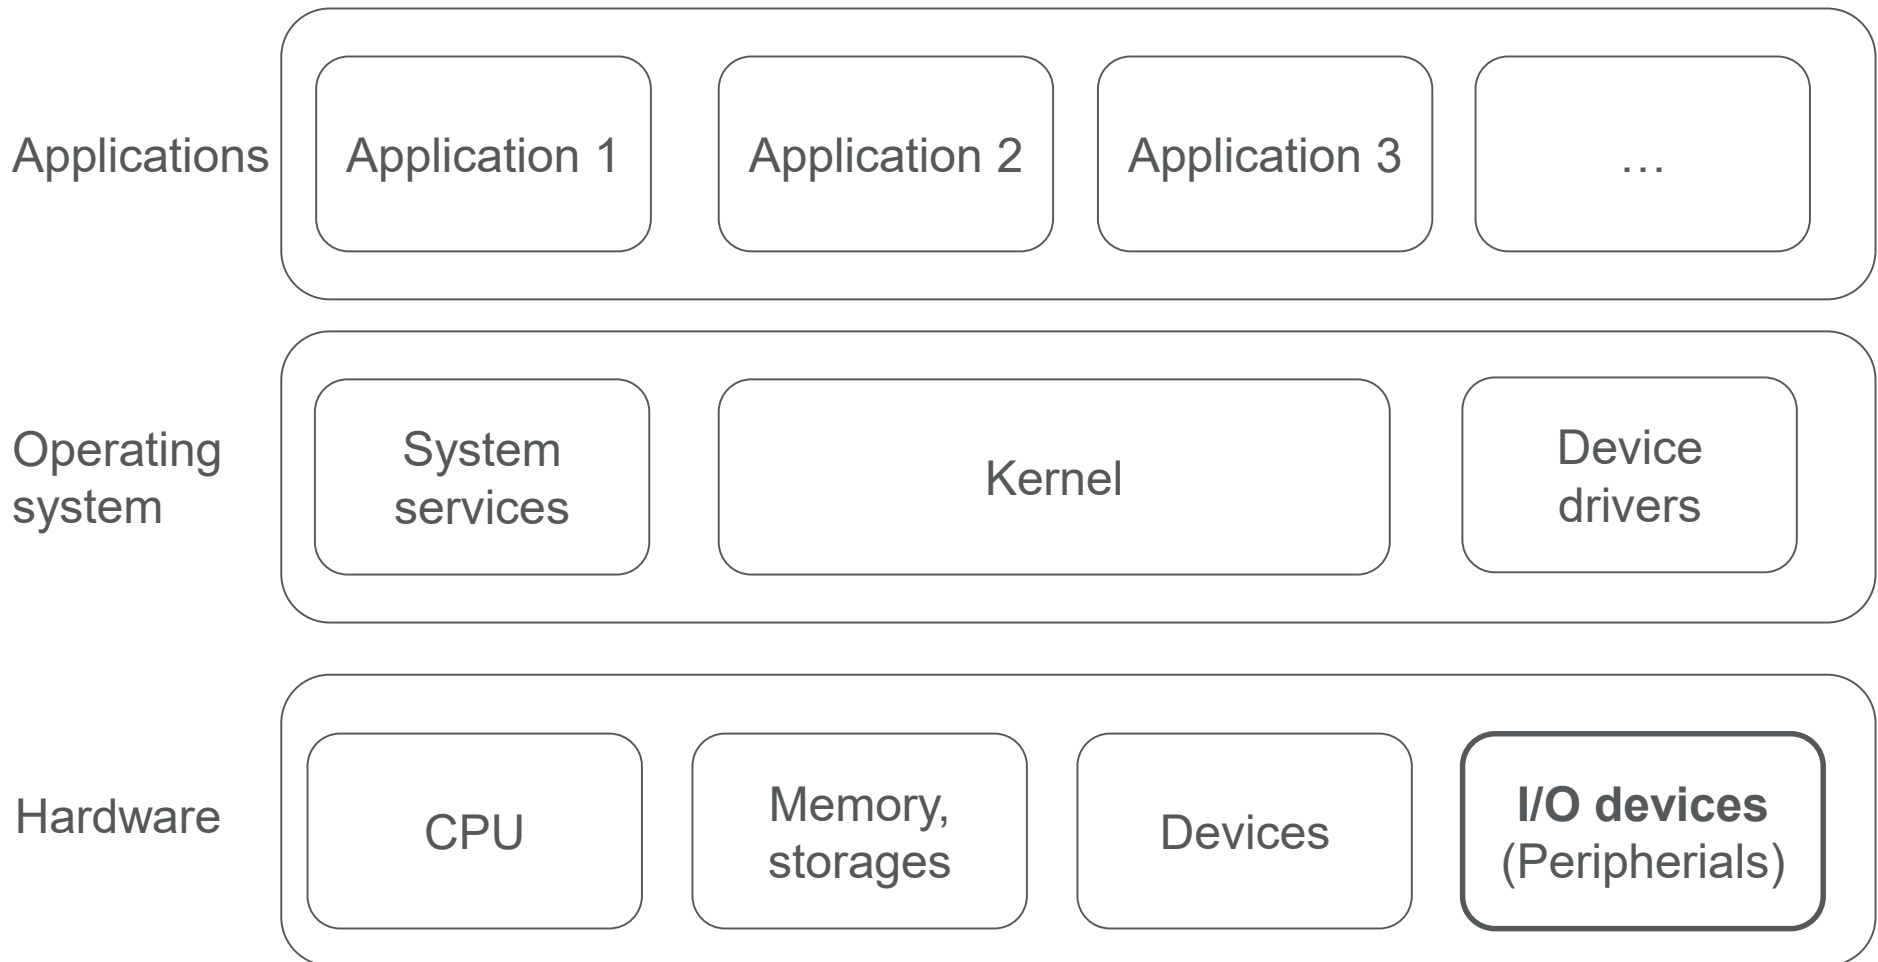 Applications
Application 1
Application 2
Application 3
…
Operating
system
System
services
Kernel
Device
drivers
Hardware
CPU
Memory,
storages
Devices
I/O devices
(Peripherials)